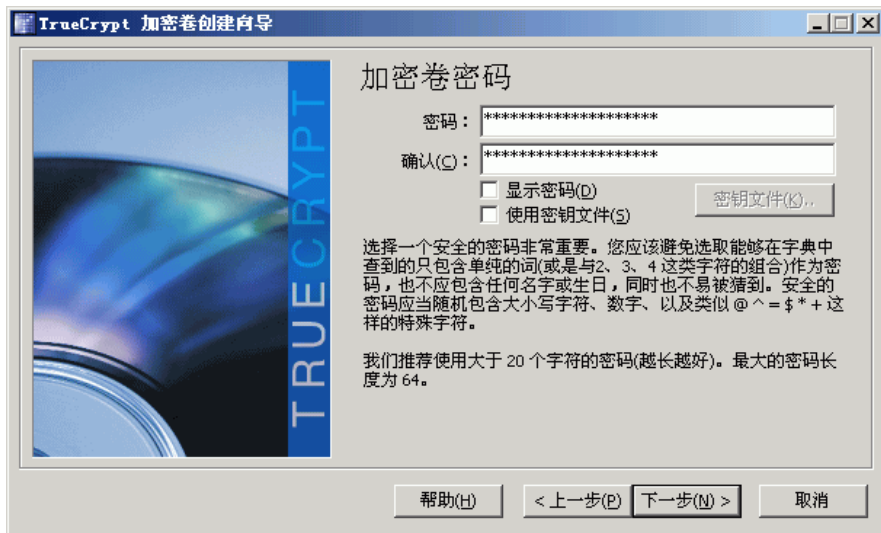 TrueCrypt 加密卷创建向导
TRUECRYPT
加密卷密码
密码：********************
确认(C)：********************
显示密码(D)
使用密钥文件(S)
密钥文件(K)..
选择一个安全的密码非常重要。您应该避免选取能够在字典中
查到的只包含单纯的词(或是与2、3、4 这类字符的组合)作为密
码，也不应包含任何名字或生日，同时也不易被猜到。安全的
密码应当随机包含大小写字符、数字、以及类似 @ ^ = $ * + 这
样的特殊字符。
我们推荐使用大于 20 个字符的密码(越长越好)。最大的密码长
度为 64。
帮助(H)
< 上一步(P)
下一步(N) >
取消